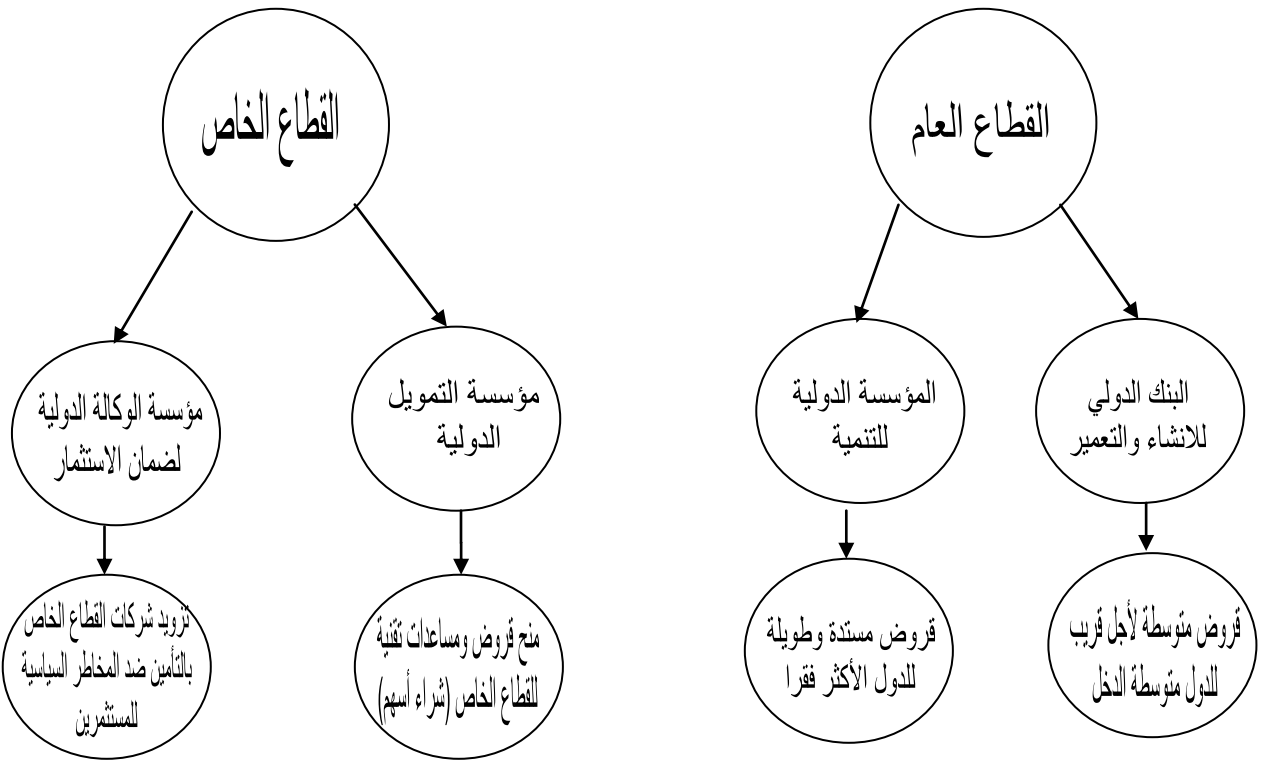 القطاع العام
القطاع الخاص
البنك الدولي
للانشاء والتعمير
المؤسسة الدولية
للتنمية
مؤسسة التمويل
الدولية
مؤسسة الوكالة الدولية
لضمان الاستثمار
قروض متوسطة لأجل قريب
للدول متوسطة الدخل
قروض مستدة وطويلة
للدول الأكثر فقرا
منح قروض ومساعدات تقنية
للقطاع الخاص (شراء أسهم)
تزويد شركات القطاع الخاص
بالتأمين ضد المخاطر السياسية
للمستثمرين